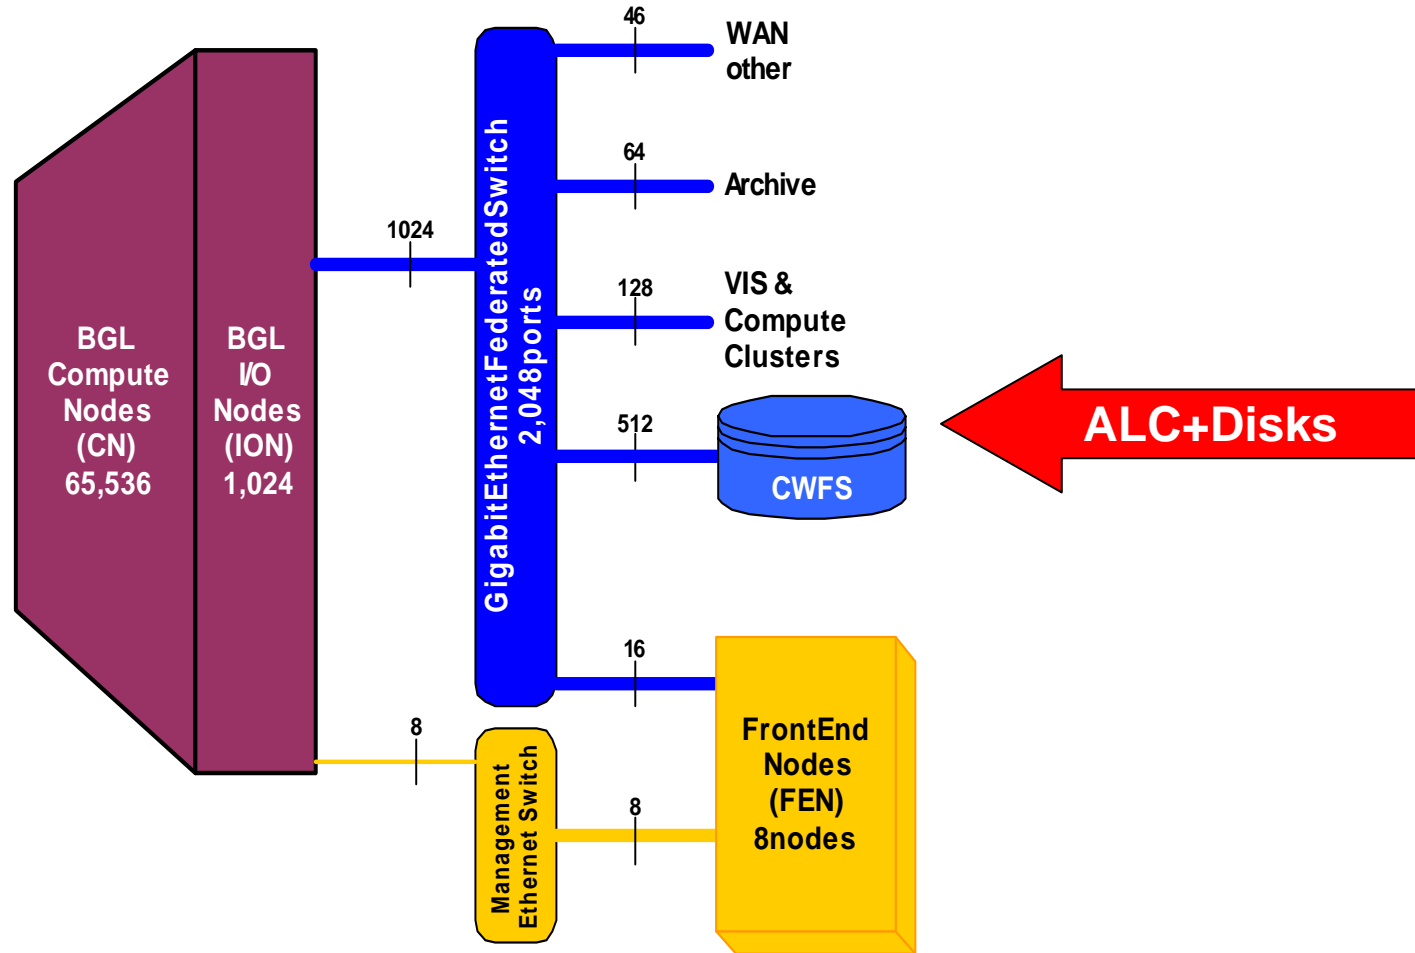 46
WAN
other
64
Archive
1024
128
VIS &
Compute
Clusters
BGL
Compute
Nodes
(CN)
65,536
BGL
I/O
Nodes
(ION)
1,024
GigabitEthernetFederatedSwitch
2,048ports
512
CWFS
ALC+Disks
16
8
Management
Ethernet Switch
8
FrontEnd
Nodes
(FEN)
8nodes